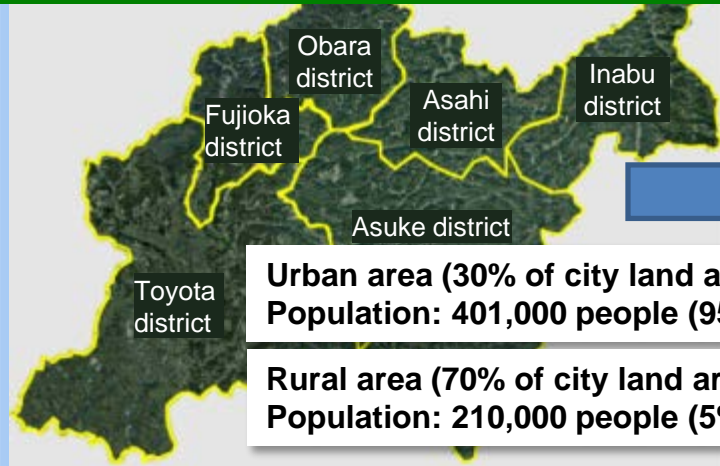 Obara
district
Inabu
district
Asahi
district
Fujioka
district
Asuke district
Toyota
district
Urban area (30% of city land a
Population: 401,000 people (95
Rural area (70% of city land ar
Population: 210,000 people (5%